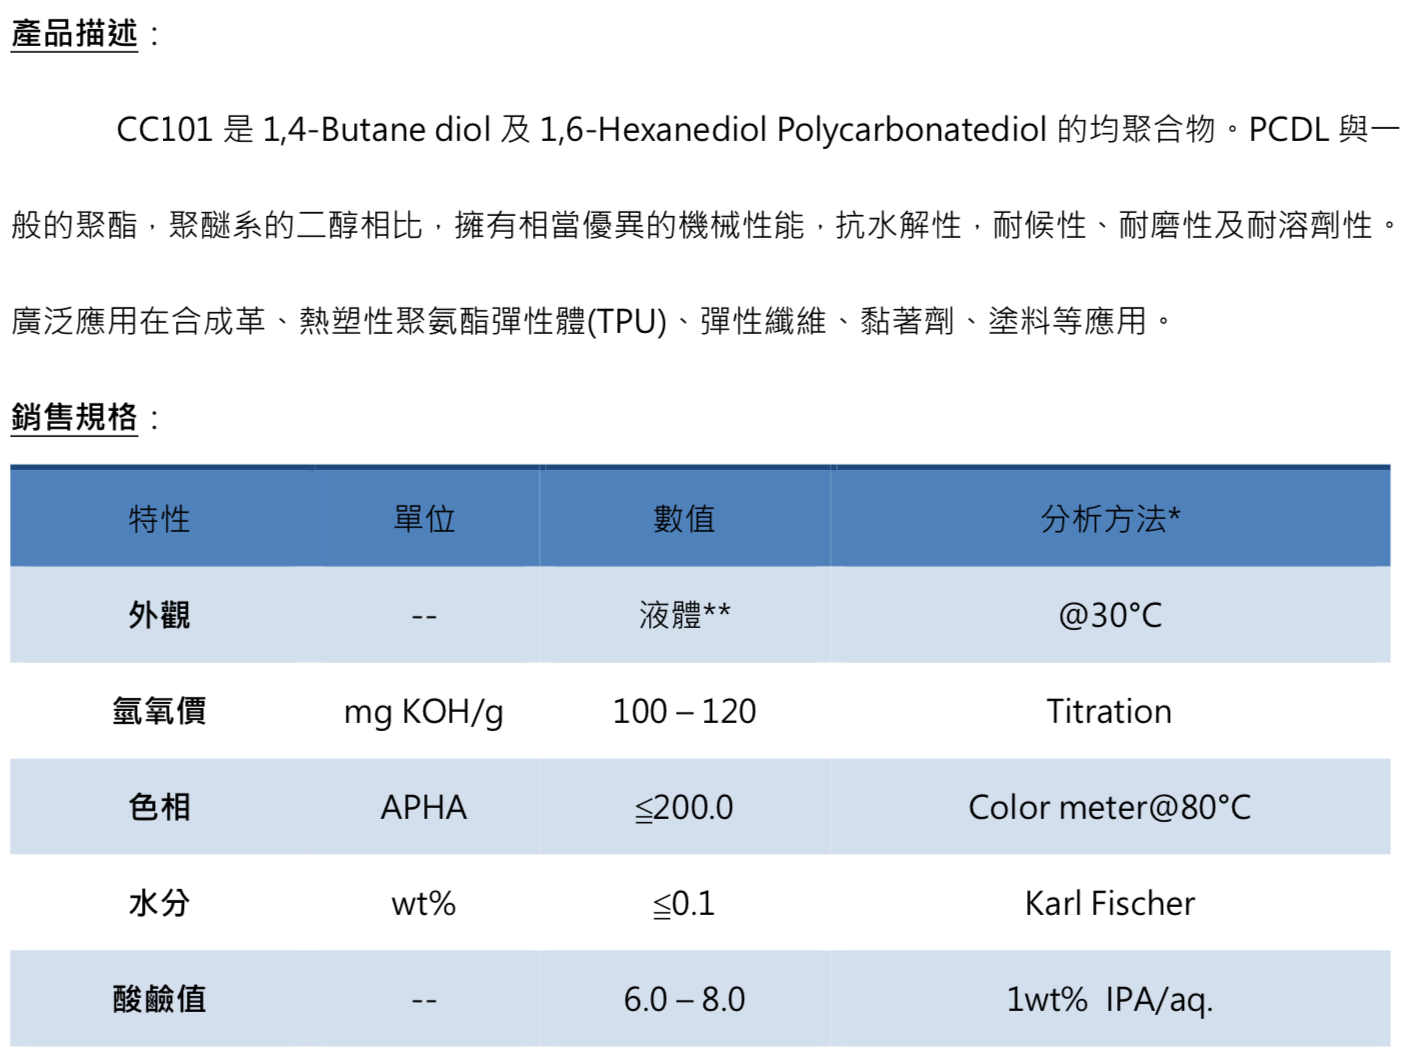 產品描述：
CC101 是 1,4-Butane diol 及 1,6-Hexanediol Polycarbonatediol 的均聚合物。PCDL 與一
般的聚酯，聚醚系的二醇相比，擁有相當優異的機械性能，抗水解性，耐候性、耐磨性及耐溶劑性。
廣泛應用在合成革、熱塑性聚氨酯彈性體(TPU)、彈性纖維、黏著劑、塗料等應用。
銷售規格：
特性 單位 數值 分析方法*
外觀 -- 液體** @30°C
氫氧價 mg KOH/g 100 – 120 Titration
色相 APHA ≦200.0 Color meter@80°C
水分 wt% ≦0.1 Karl Fischer
酸鹼值 -- 6.0 – 8.0 1wt% IPA/aq.